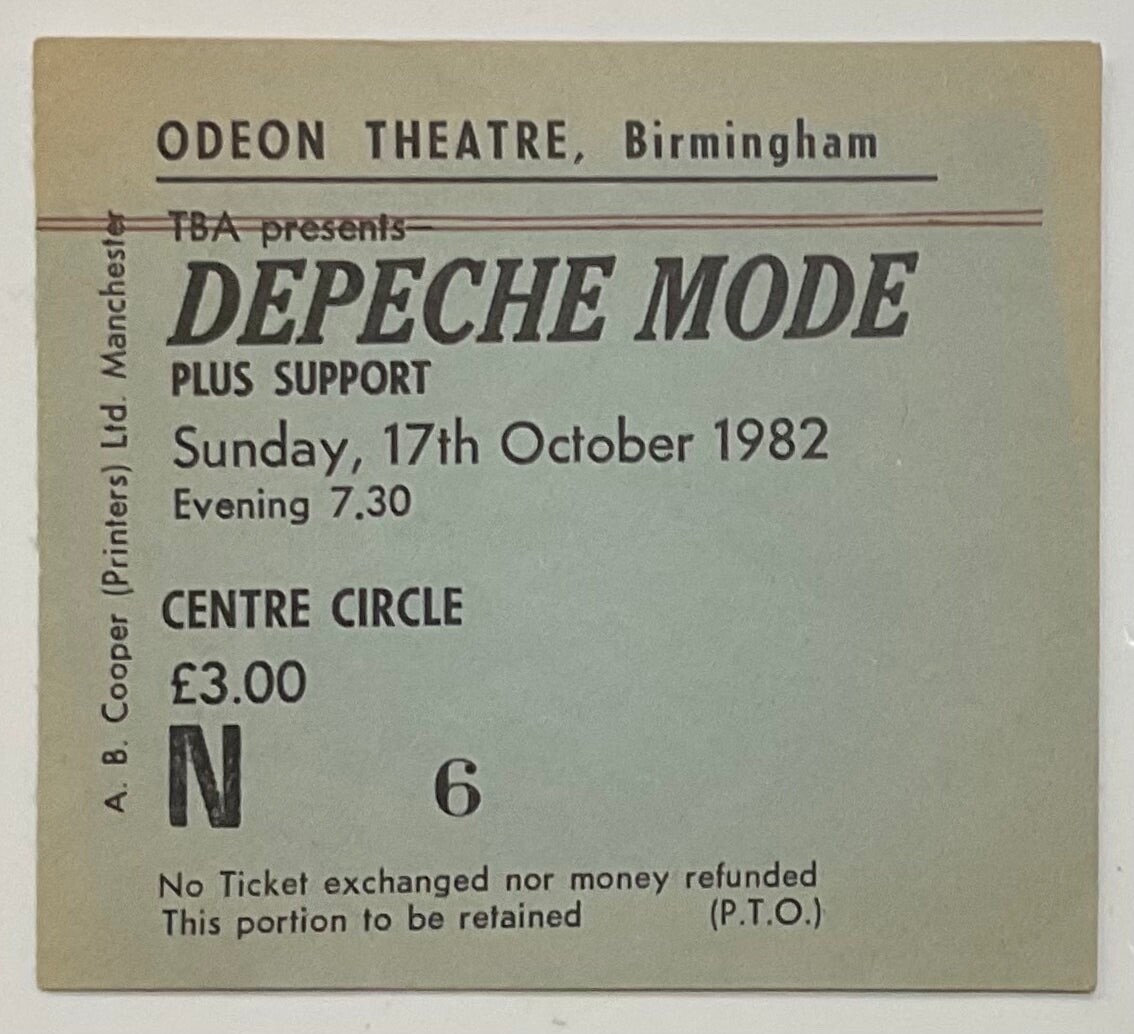 ODEON THEATRE, Birmingham
TBA presents
DEPECHE MODE
PLUS SUPPORT
Sunday, 17th October 1982
Evening 7.30
CENTRE CIRCLE
£3.00
N 6
No Ticket exchanged nor money refunded
This portion to be retained (P.T.O.)
A. B. Cooper (Printers) Ltd. Manchester